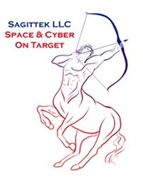 Sagittek LLC
Space & Cyber
On Target